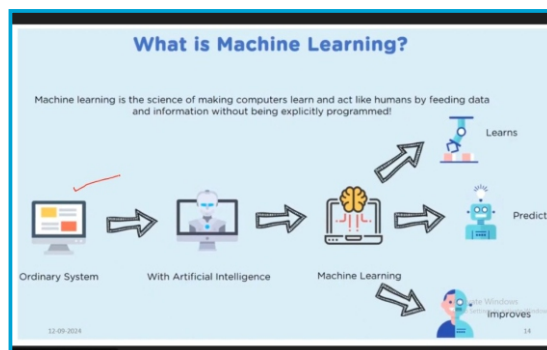 What is Machine Learning?
Machine learning is the science of making computers learn and act like humans by feeding data
and information without being explicitly programmed!
Learns
Predict
Ordinary System
With Artificial Intelligence
Machine Learning
Improves
ate Windows
12-09-2024
14